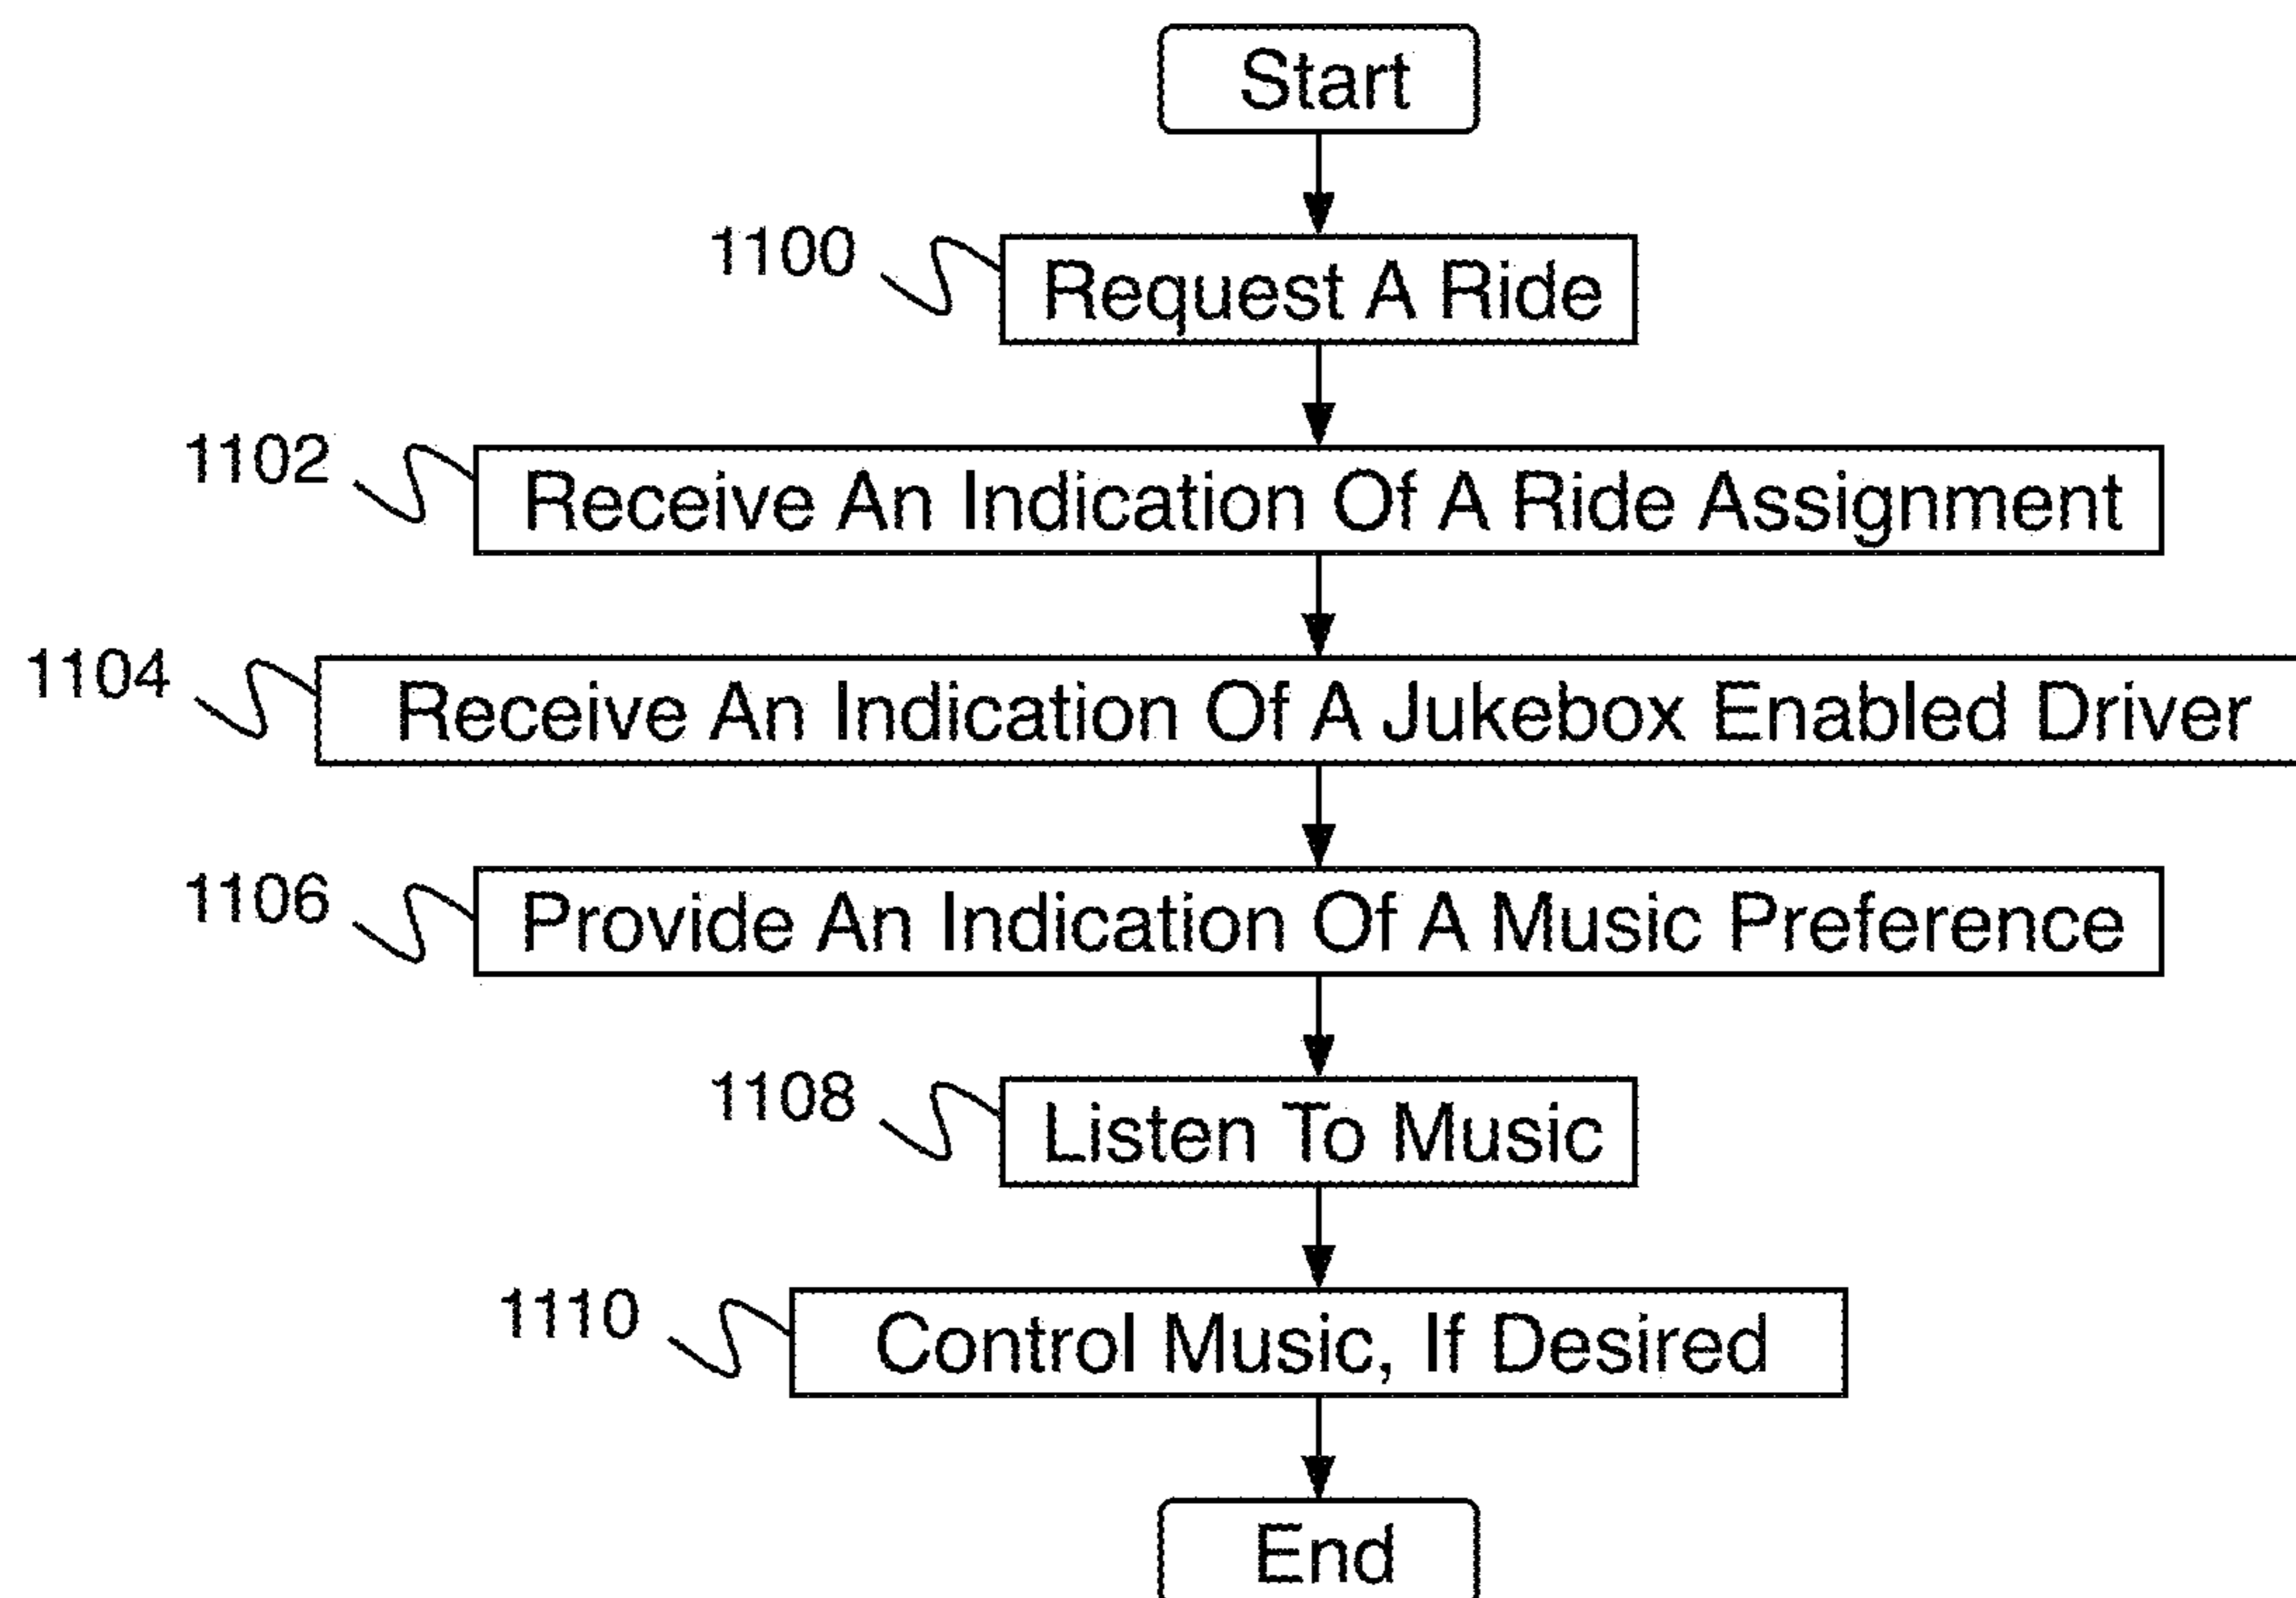 Start
1100
Request A Ride
1102
Receive An Indication Of A Ride Assignment
1104
Receive An Indication Of A Jukebox Enabled Driver
1106
Provide An Indication Of A Music Preference
1108
Listen To Music
1110
Control Music, If Desired
End